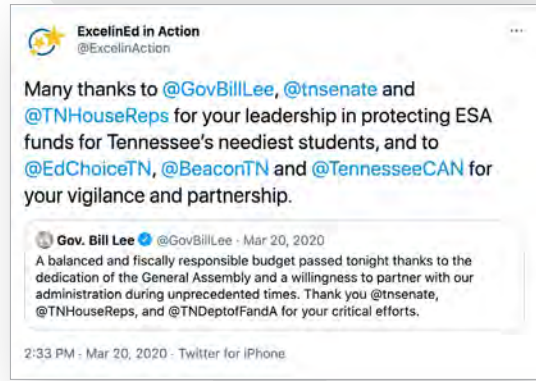 ExcelinEd in Action
@ExcelinAction
...
Many thanks to @GovBillLee, @tnsenate and
@TNHouseReps for your leadership in protecting ESA
funds for Tennessee's neediest students, and to
@EdChoiceTN, @BeaconTN and @TennesseeCAN for
your vigilance and partnership.
Gov. Bill Lee @GovBillLee · Mar 20, 2020
A balanced and fiscally responsible budget passed tonight thanks to the
dedication of the General Assembly and a willingness to partner with our
administration during unprecedented times. Thank you @tnsenate,
@TNHouseReps, and @TNDeptofFandA for your critical efforts.
2:33 PM · Mar 20, 2020 · Twitter for iPhone